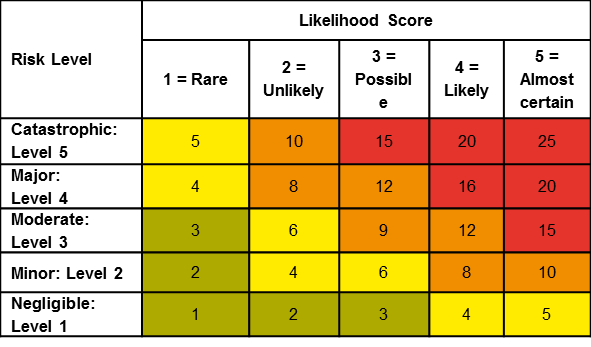 Risk Level
Likelihood Score
1 = Rare
2 =
Unlikely
3 =
Possibl
e
4 =
Likely
5 =
Almost
certain
Catastrophic:
Level 5
5 10 15 20 25
Major:
Level 4
4 8 12 16 20
Moderate:
Level 3
3 6 9 12 15
Minor: Level 2
2 4 6 8 10
Negligible:
Level 1
1 2 3 4 5